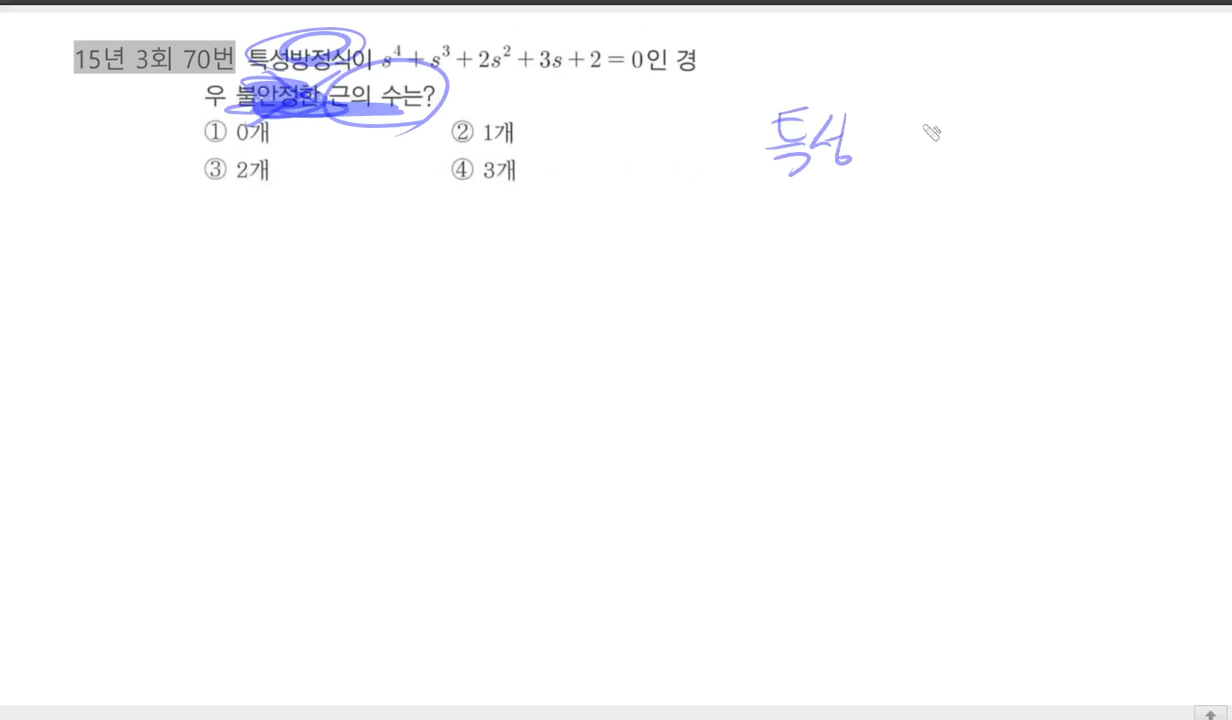 15년 3회 70번 특성방정식이 s⁴ + s³ + 2s² + 3s + 2 = 0인 경
우 불안정한 근의 수는?
① 0개 ② 1개
③ 2개 ④ 3개
특성